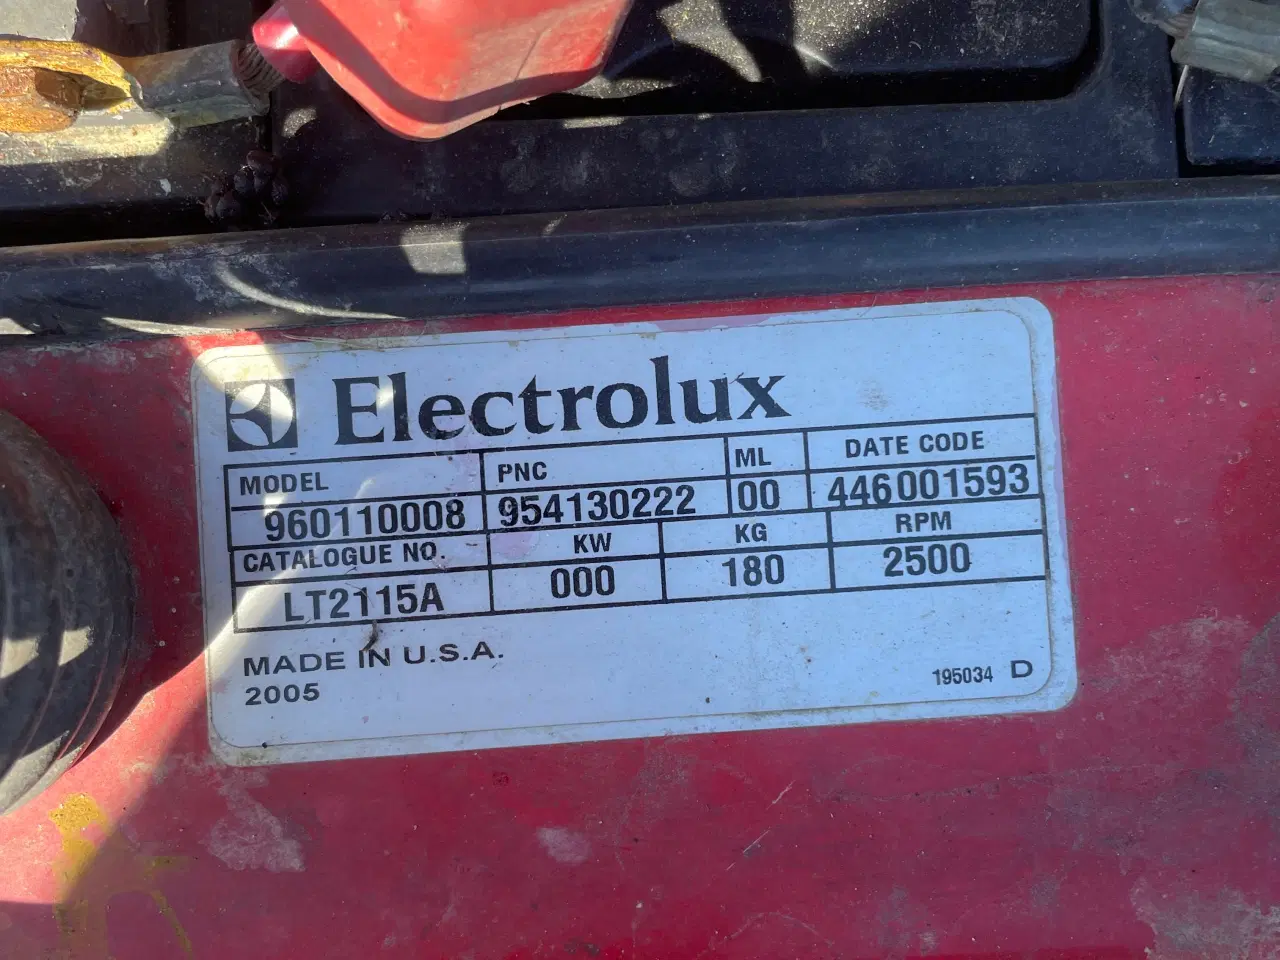 Electrolux
MODEL PNC ML DATE CODE
960110008 954130222 00 446001593
CATALOGUE NO. KW KG RPM
LT2115A 000 180 2500
MADE IN U.S.A.
2005
195034 D